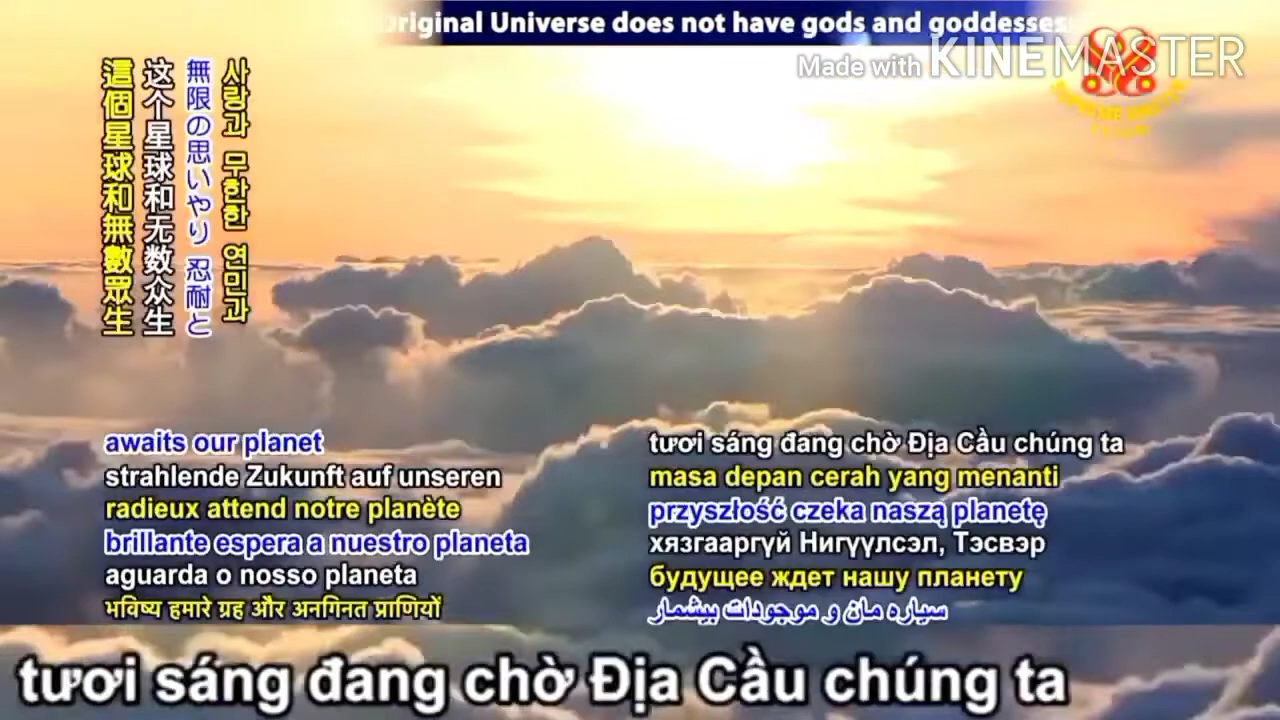 Original Universe does not have gods and goddesses
Made with KINEMASTER
사랑과 무한한 연민과
無限の思いやり 忍耐と
这个星球和无数众生
這個星球和無數眾生
awaits our planet
strahlende Zukunft auf unseren
radieux attend notre planète
brillante espera a nuestro planeta
aguarda o nosso planeta
भविष्य हमारे ग्रह और अनगिनत प्राणियों
tươi sáng đang chờ Địa Cầu chúng ta
masa depan cerah yang menanti
przyszłość czeka naszą planetę
хязгааргүй Нигүүлсэл, Тэсвэр
будущее ждет нашу планету
سیاره مان و موجودات بیشمار
tươi sáng đang chờ Địa Cầu chúng ta